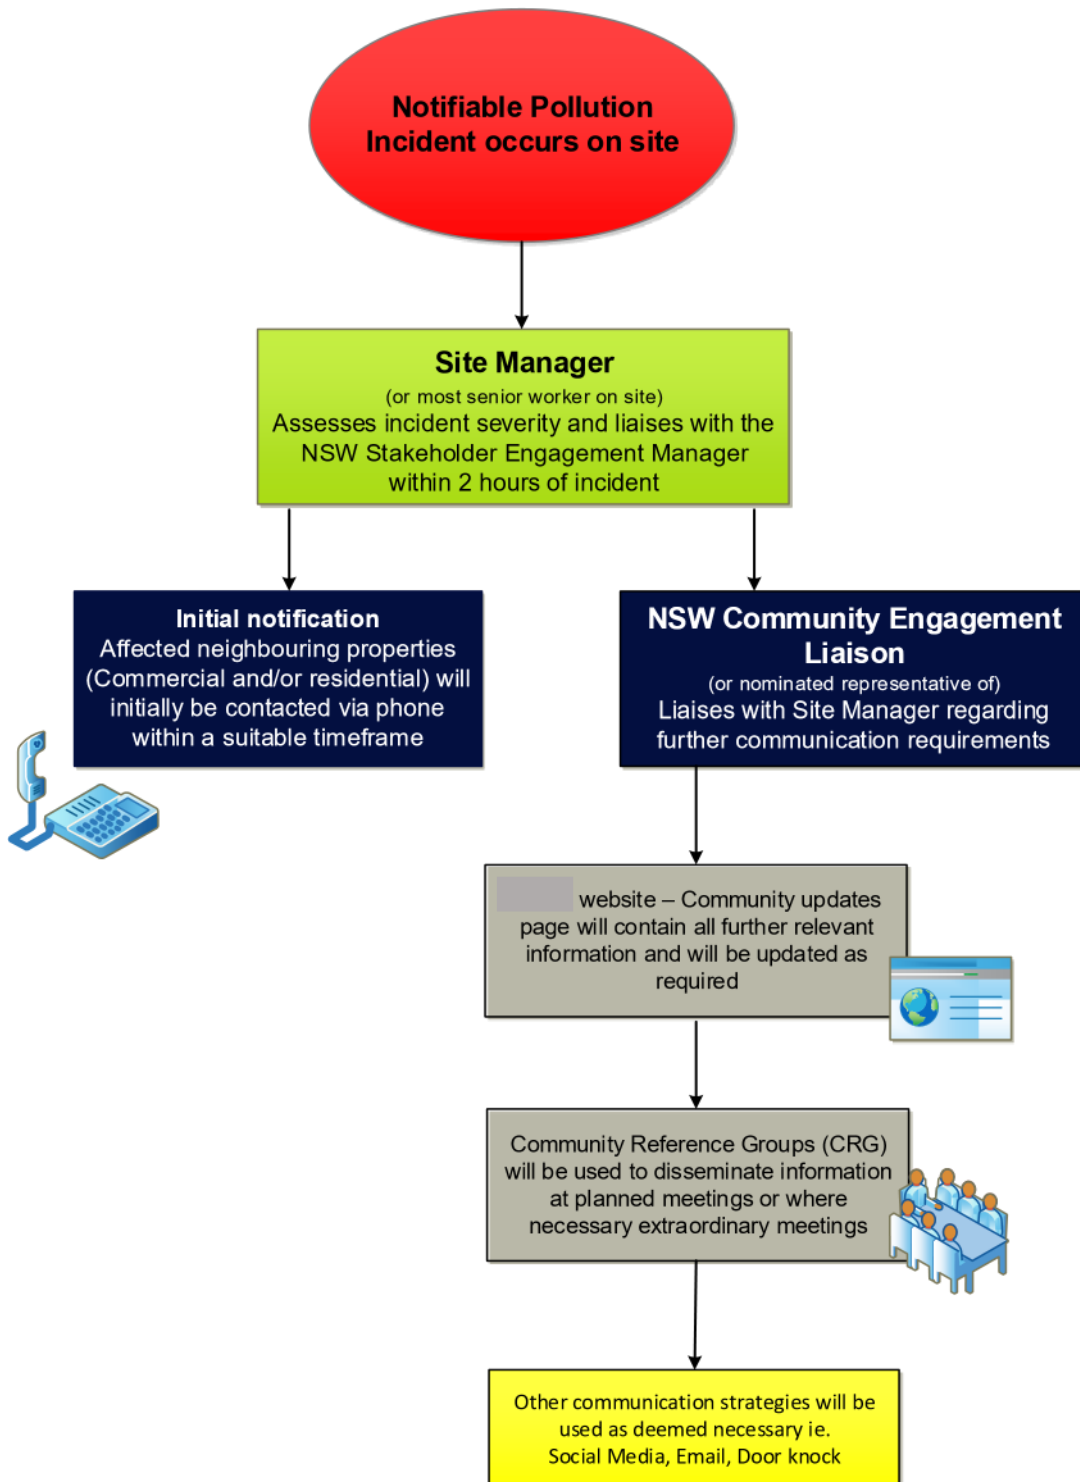 Notifiable Pollution
Incident occurs on site
Site Manager
(or most senior worker on site)
Assesses incident severity and liaises with the
NSW Stakeholder Engagement Manager
within 2 hours of incident
Initial notification
Affected neighbouring properties
(Commercial and/or residential) will
initially be contacted via phone
within a suitable timeframe
NSW Community Engagement
Liaison
(or nominated representative of)
Liaises with Site Manager regarding
further communication requirements
website – Community updates
page will contain all further relevant
information and will be updated as
required
Community Reference Groups (CRG)
will be used to disseminate information
at planned meetings or where
necessary extraordinary meetings
Other communication strategies will be
used as deemed necessary ie.
Social Media, Email, Door knock